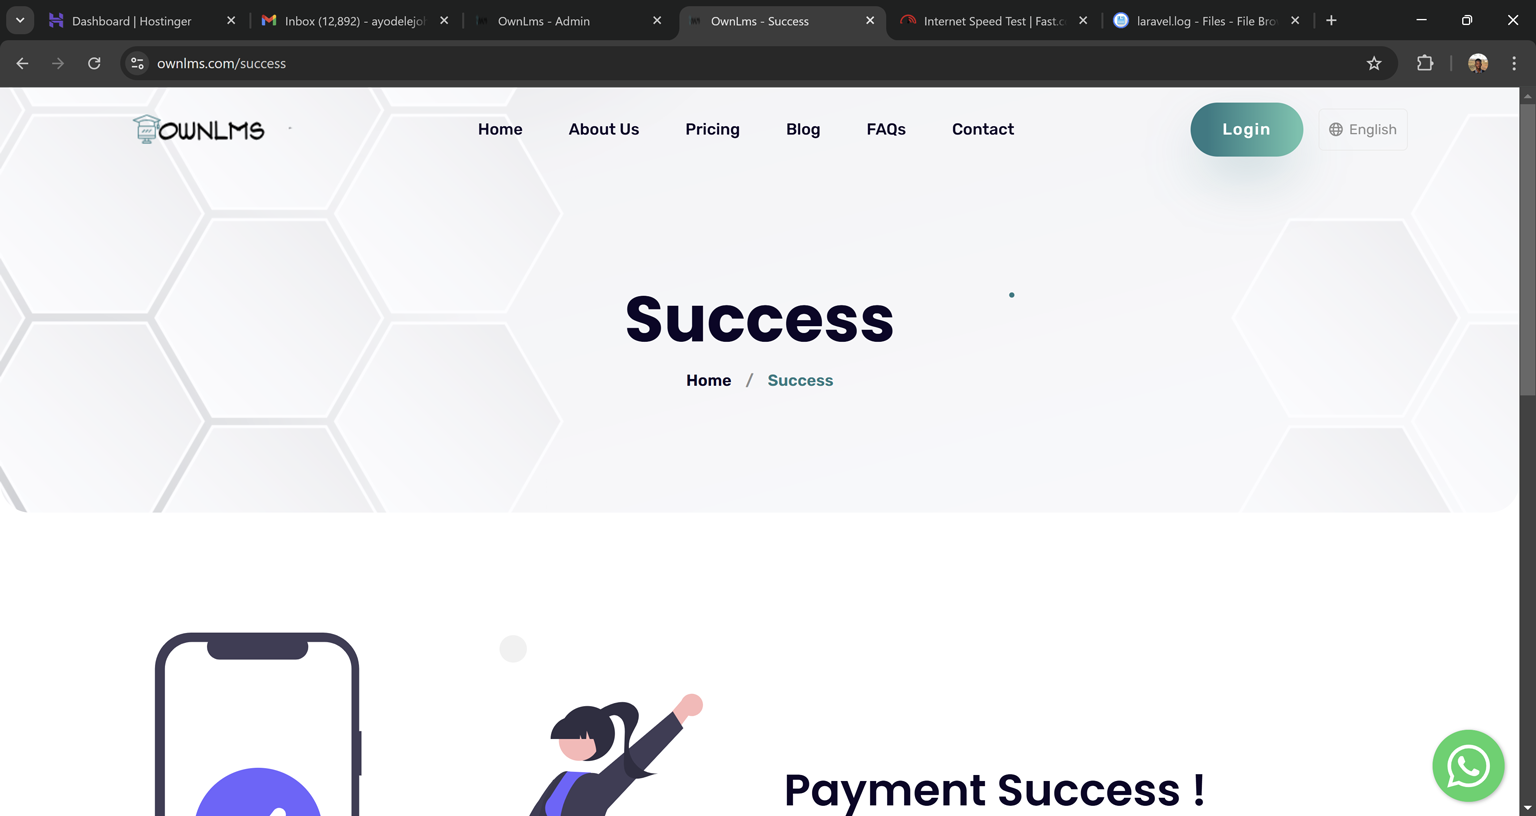 Dashboard | Hostinger
Inbox (12,892) - ayodelejo
OwnLms - Admin
OwnLms - Success
Internet Speed Test | Fast.c
laravel.log - Files - File Bro
ownlms.com/success
OWNLMS
Home
About Us
Pricing
Blog
FAQs
Contact
Login
English
Success
Home / Success
Payment Success !